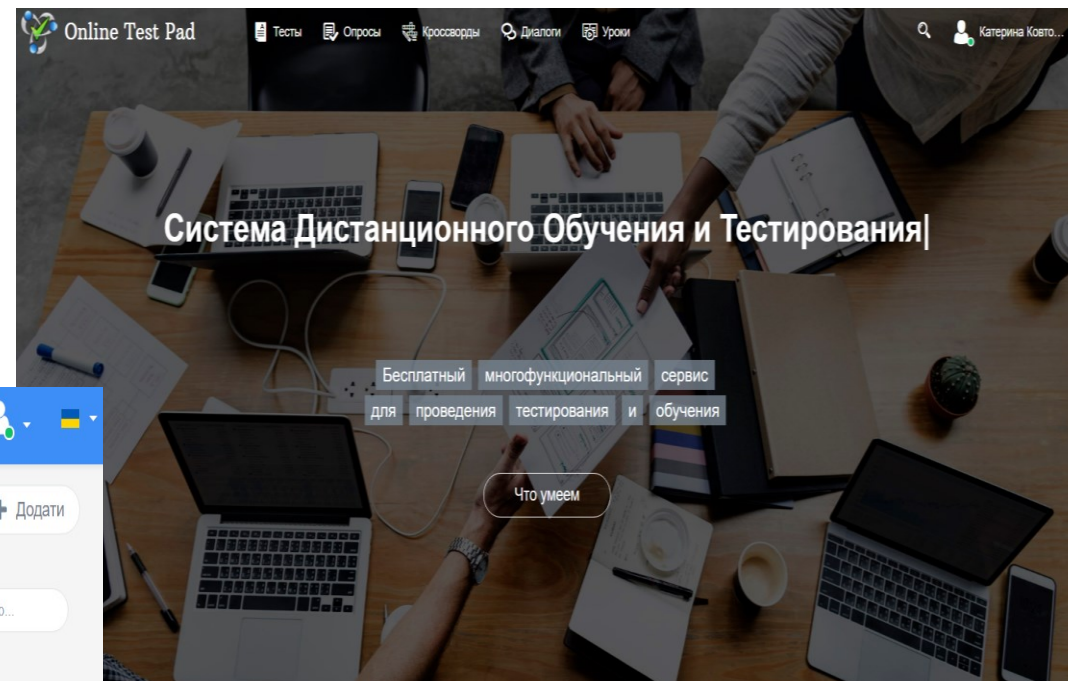 Online Test Pad Тесты Опросы Кроссворды Диалоги Уроки Катерина Ковто...
Система Дистанционного Обучения и Тестирования|
Бесплатный многофункциональный сервис
для проведения тестирования и обучения
Что умеем
Додати